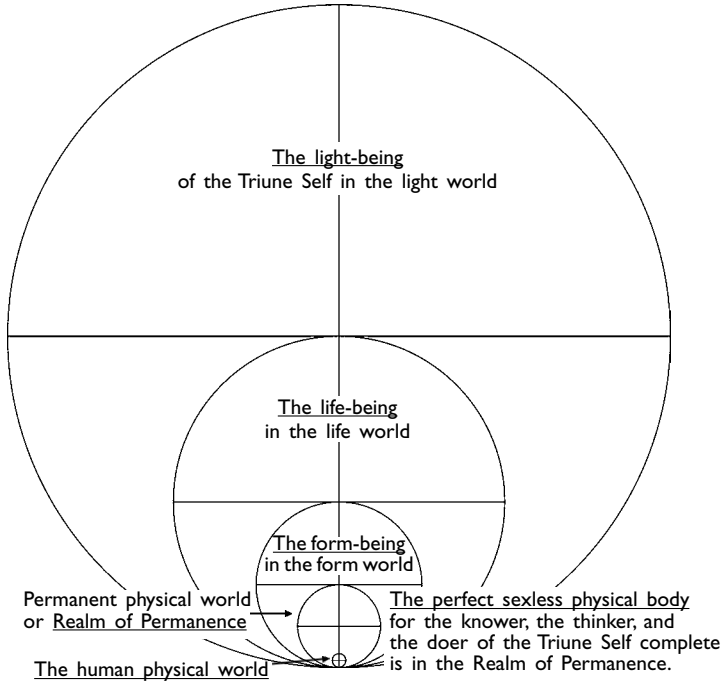 The light-being
of the Triune Self in the light world
The life-being
in the life world
The form-being
in the form world
Permanent physical world
or Realm of Permanence
The human physical world
The perfect sexless physical body
for the knower, the thinker, and
the doer of the Triune Self complete
is in the Realm of Permanence.